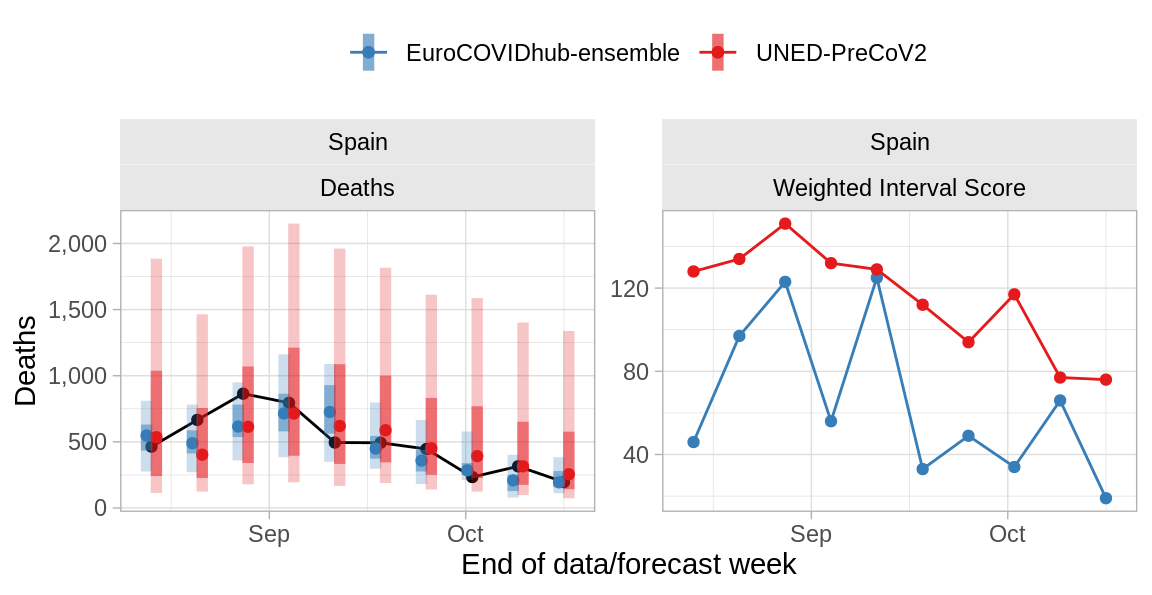 EuroCOVIDhub-ensemble UNED-PreCoV2
Spain
Deaths
Deaths
2,000
1,500
1,000
500
0
Sep Oct
Spain
Weighted Interval Score
120
80
40
Sep Oct
End of data/forecast week